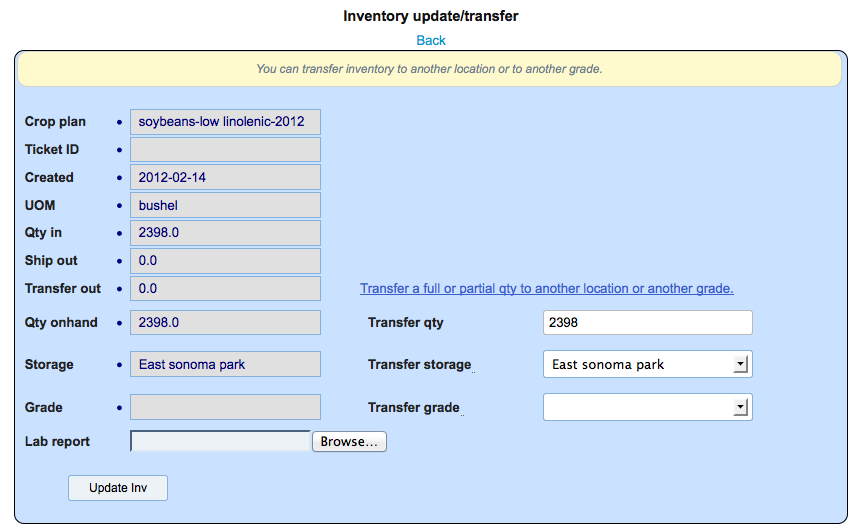 Inventory update/transfer
Back
You can transfer inventory to another location or to another grade.
Crop plan • soybeans-low linolenic-2012
Ticket ID •
Created • 2012-02-14
UOM • bushel
Qty in • 2398.0
Ship out • 0.0
Transfer out • 0.0 Transfer a full or partial qty to another location or another grade.
Qty onhand • 2398.0 Transfer qty 2398
Storage • East sonoma park Transfer storage East sonoma park
Grade • Transfer grade
Lab report Browse...
Update Inv